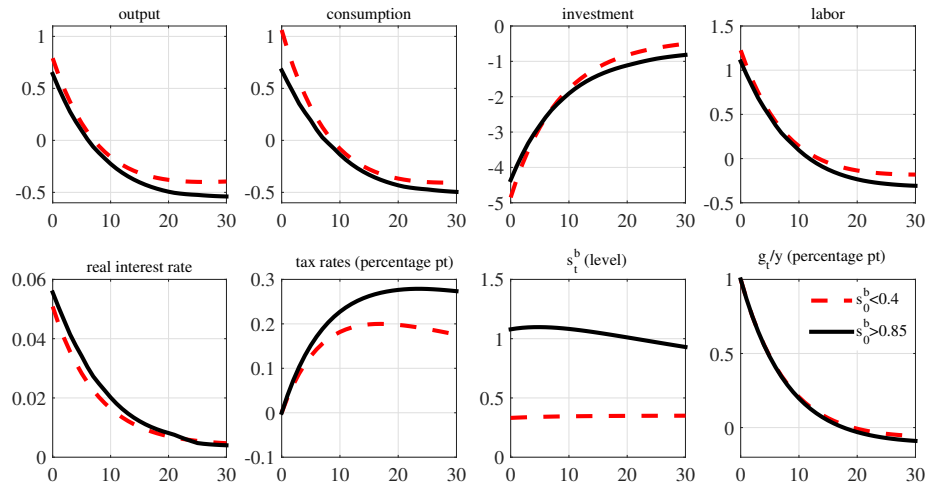 output
consumption
investment
labor
1
0.5
0
-0.5
0 10 20 30
1
0.5
0
-0.5
0 10 20 30
0
-1
-2
-3
-4
-5
0 10 20 30
1.5
1
0.5
0
-0.5
0 10 20 30
real interest rate
tax rates (percentage pt)
s_t^b (level)
g_t/y (percentage pt)
0.06
0.04
0.02
0
0 10 20 30
0.3
0.2
0.1
0
-0.1
0 10 20 30
1.5
1
0.5
0
0 10 20 30
1
0.5
0
0 10 20 30
s_0^b<0.4
s_0^b>0.85